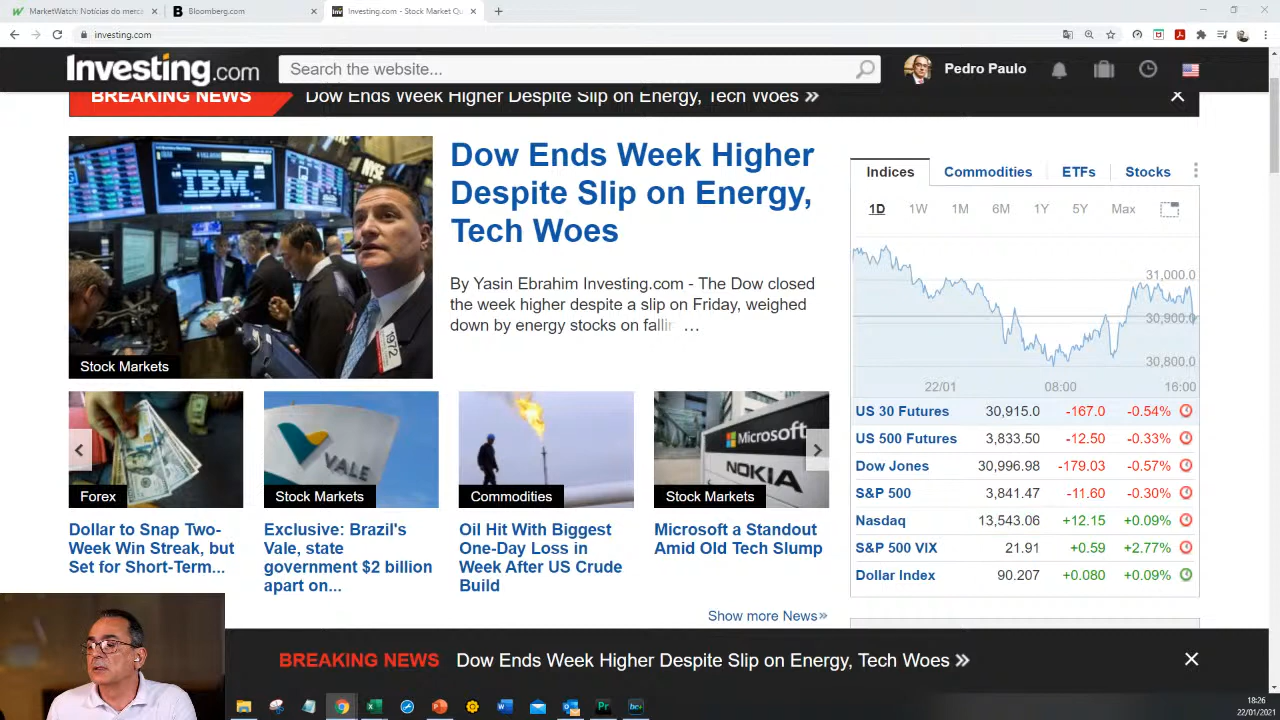 MarketWatch: Notícias do merca
Bloomberg.com
Investing.com - Stock Market Qu
investing.com
Investing.com
Search the website...
Pedro Paulo
BREAKING NEWS
Dow Ends Week Higher Despite Slip on Energy, Tech Woes »
IBM
NYSE
1972
Stock Markets
Dow Ends Week Higher
Despite Slip on Energy,
Tech Woes
By Yasin Ebrahim Investing.com - The Dow closed
the week higher despite a slip on Friday, weighed
down by energy stocks on fallin ...
Indices Commodities ETFs Stocks
1D 1W 1M 6M 1Y 5Y Max
31,000.0
30,900.0
30,800.0
22/01 08:00 16:00
US 30 Futures 30,915.0 -167.0 -0.54%
US 500 Futures 3,833.50 -12.50 -0.33%
Dow Jones 30,996.98 -179.03 -0.57%
S&P 500 3,841.47 -11.60 -0.30%
Nasdaq 13,543.06 +12.15 +0.09%
S&P 500 VIX 21.91 +0.59 +2.77%
Dollar Index 90.207 +0.080 +0.09%
Forex
Dollar to Snap Two-
Week Win Streak, but
Set for Short-Term...
VALE
Stock Markets
Exclusive: Brazil's
Vale, state
government $2 billion
apart on...
Commodities
Oil Hit With Biggest
One-Day Loss in
Week After US Crude
Build
Microsoft
NOKIA
Stock Markets
Microsoft a Standout
Amid Old Tech Slump
Show more News»
BREAKING NEWS Dow Ends Week Higher Despite Slip on Energy, Tech Woes »
18:26
22/01/2021